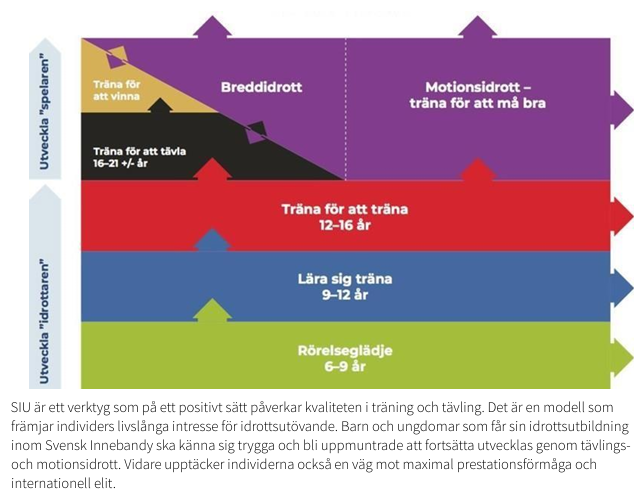 Utveckla "spelaren"
Träna för
att vinna
Breddidrott
Motionsidrott –
träna för att må bra
Träna för att tävla
16–21 +/- år
Utveckla "idrottaren"
Träna för att träna
12–16 år
Lära sig träna
9–12 år
Rörelseglädje
6–9 år
SIU är ett verktyg som på ett positivt sätt påverkar kvaliteten i träning och tävling. Det är en modell som
främjar individers livslånga intresse för idrottsutövande. Barn och ungdomar som får sin idrottsutbildning
inom Svensk Innebandy ska känna sig trygga och bli uppmuntrade att fortsätta utvecklas genom tävlings-
och motionsidrott. Vidare upptäcker individerna också en väg mot maximal prestationsförmåga och
internationell elit.